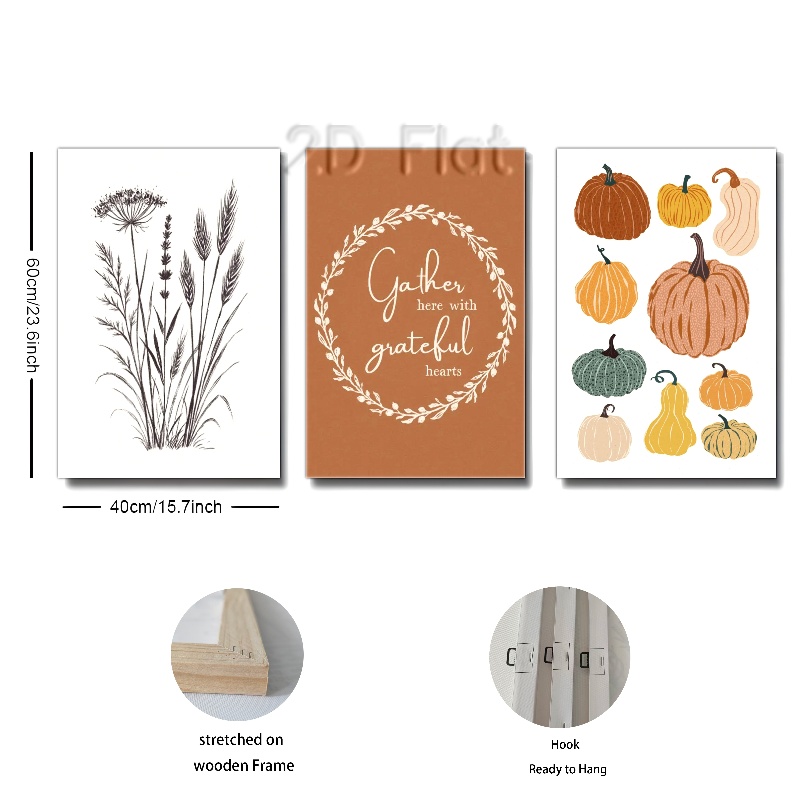 2D Flat
60cm/23.6inch
Gather
here with
grateful
hearts
40cm/15.7inch
stretched on
wooden Frame
Hook
Ready to Hang